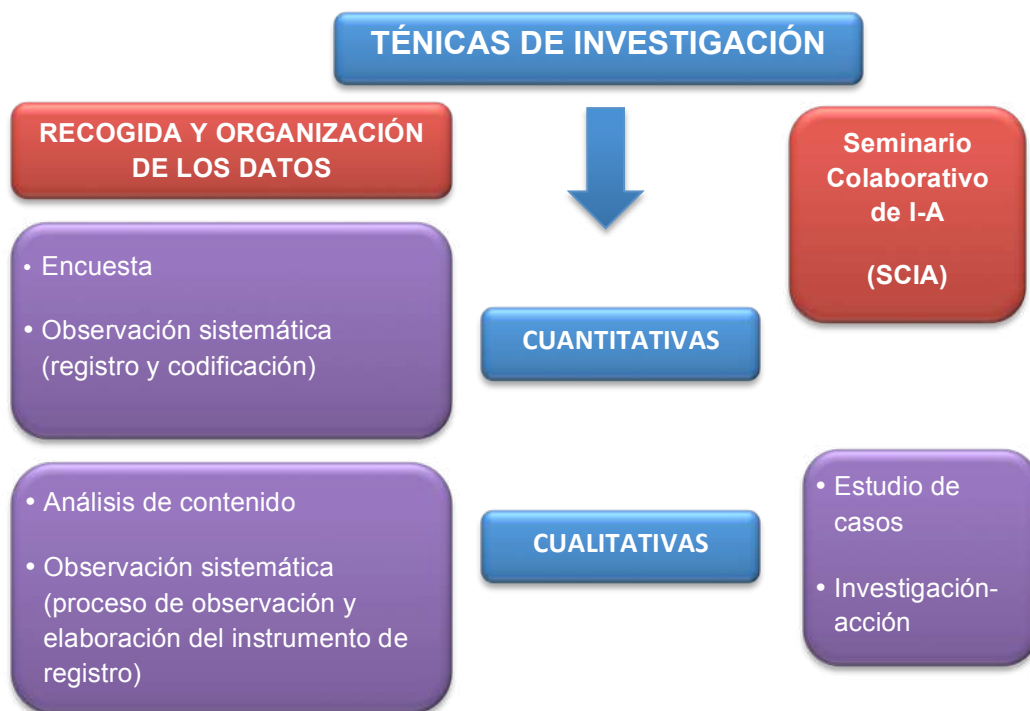 TÉNICAS DE INVESTIGACIÓN
RECOGIDA Y ORGANIZACIÓN
DE LOS DATOS
Seminario
Colaborativo
de I-A
(SCIA)
• Encuesta
• Observación sistemática
(registro y codificación)
CUANTITATIVAS
• Análisis de contenido
• Observación sistemática
(proceso de observación y
elaboración del instrumento de
registro)
CUALITATIVAS
• Estudio de
casos
• Investigación-
acción